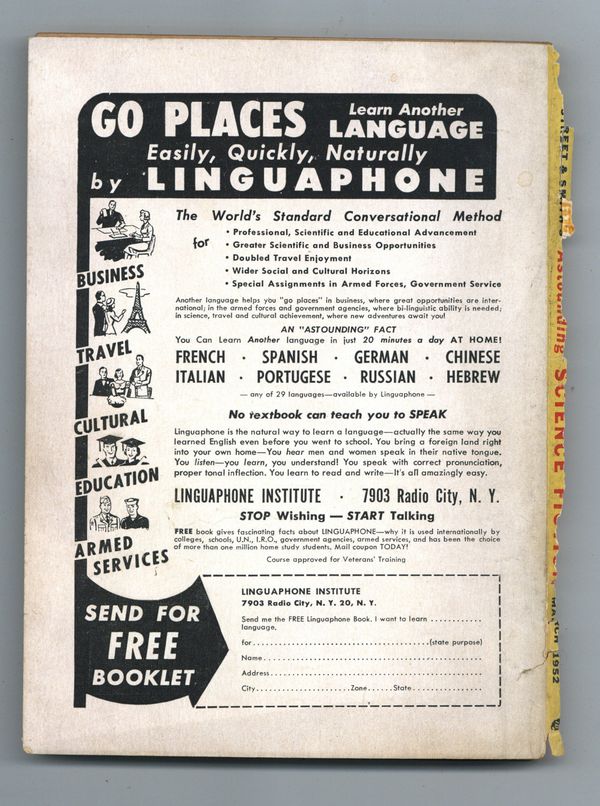 GO PLACES Learn Another LANGUAGE
Easily, Quickly, Naturally
by LINGUAPHONE
The World's Standard Conversational Method
for
• Professional, Scientific and Educational Advancement
• Greater Scientific and Business Opportunities
• Doubled Travel Enjoyment
• Wider Social and Cultural Horizons
• Special Assignments in Armed Forces, Government Service
BUSINESS
TRAVEL
CULTURAL
EDUCATION
ARMED SERVICES
Another language helps you "go places" in business, where great opportunities are inter-
national; in the armed forces and government agencies, where bi-linguistic ability is needed;
in science, travel and cultural achievement, where new adventures await you!
AN "ASTOUNDING" FACT
You Can Learn Another language in just 20 minutes a day AT HOME!
FRENCH · SPANISH · GERMAN · CHINESE
ITALIAN · PORTUGESE · RUSSIAN · HEBREW
— any of 29 languages—available by Linguaphone —
No textbook can teach you to SPEAK
Linguaphone is the natural way to learn a language—actually the same way you
learned English even before you went to school. You bring a foreign land right
into your own home—You hear men and women speak in their native tongue.
You listen—you learn, you understand! You speak with correct pronunciation,
proper tonal inflection. You learn to read and write—It's all amazingly easy.
LINGUAPHONE INSTITUTE · 7903 Radio City, N. Y.
STOP Wishing — START Talking
FREE book gives fascinating facts about LINGUAPHONE—why it is used internationally by
colleges, schools, U.N., I.R.O., government agencies, armed services, and has been the choice
of more than one million home study students. Mail coupon TODAY!
Course approved for Veterans' Training
SEND FOR
FREE
BOOKLET
LINGUAPHONE INSTITUTE
7903 Radio City, N. Y. 20, N. Y.
Send me the FREE Linguaphone Book. I want to learn ............
language.
for..............................(state purpose)
Name..............................
Address..............................
City....................Zone......State..............
REET & SM
Astounding SCIENCE FICTION
MARCH 1952